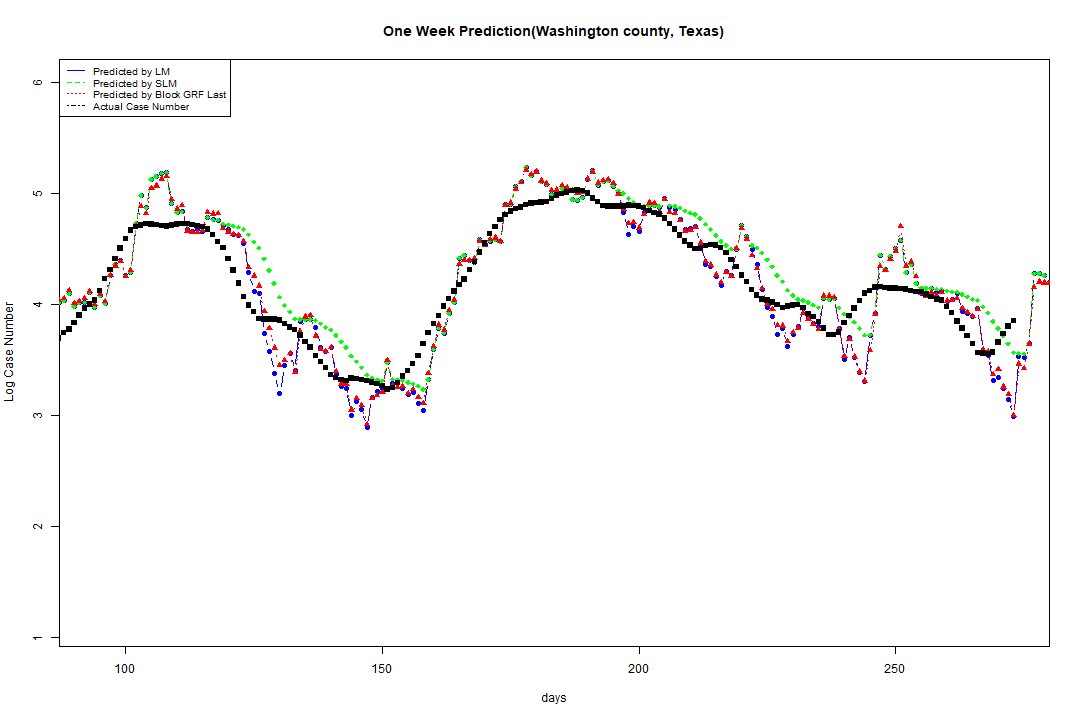 One Week Prediction(Washington county, Texas)
Predicted by LM
Predicted by SLM
Predicted by Block GRF Last
Actual Case Number
6
5
4
3
2
1
Log Case Number
100 150 200 250
days